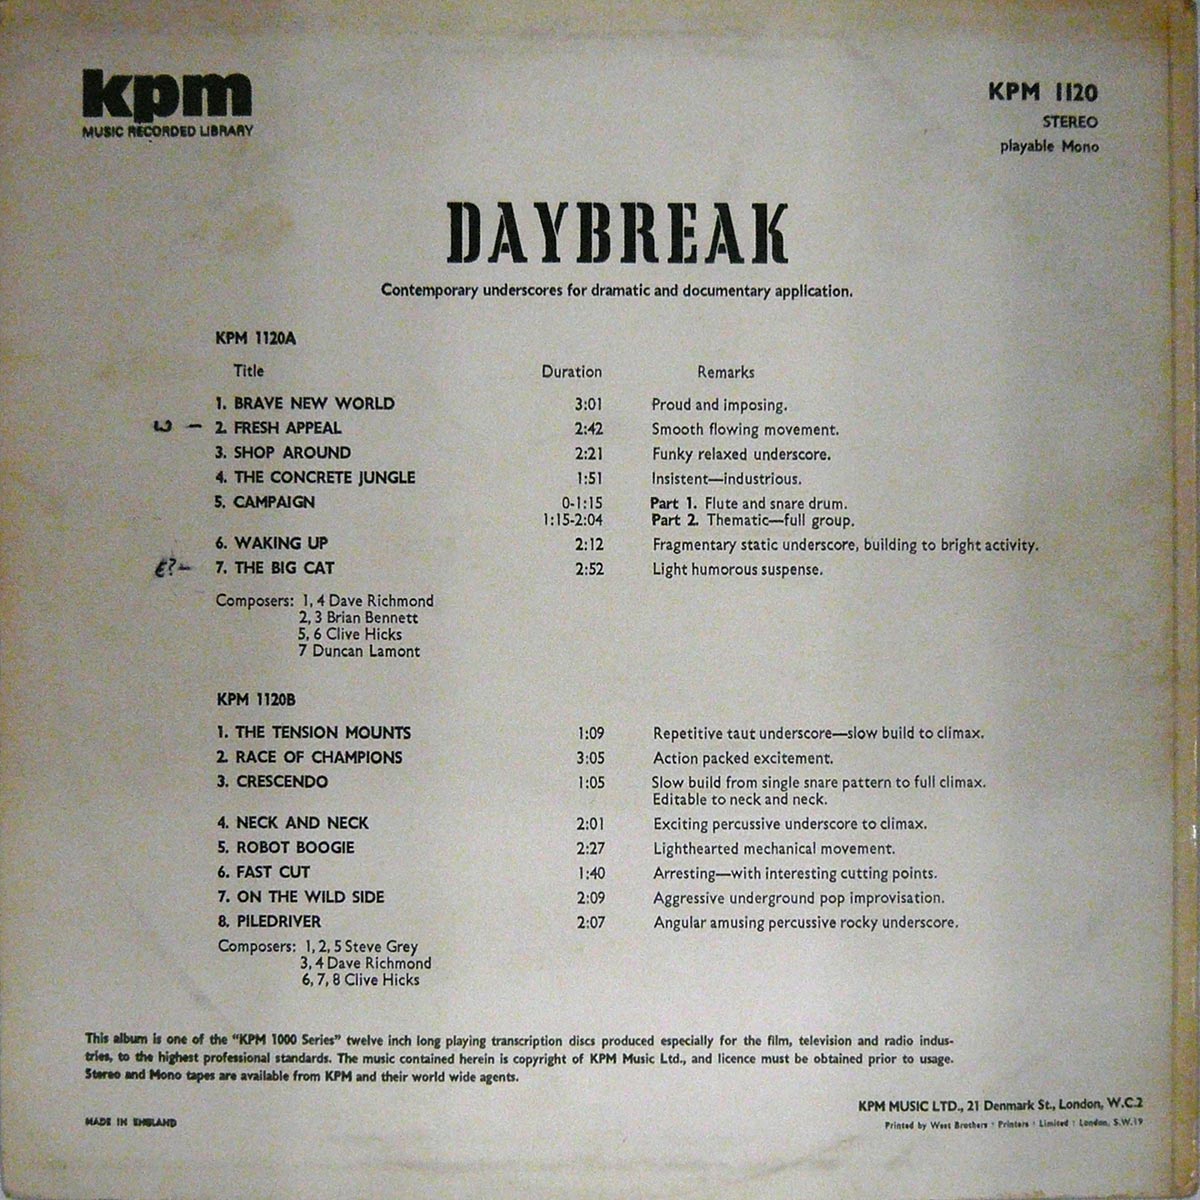 kpm
MUSIC RECORDED LIBRARY
KPM 1120
STEREO
playable Mono
DAYBREAK
Contemporary underscores for dramatic and documentary application.
KPM 1120A
Title Duration Remarks
1. BRAVE NEW WORLD 3:01 Proud and imposing.
2. FRESH APPEAL 2:42 Smooth flowing movement.
3. SHOP AROUND 2:21 Funky relaxed underscore.
4. THE CONCRETE JUNGLE 1:51 Insistent—industrious.
5. CAMPAIGN 0-1:15 Part 1. Flute and snare drum.
1:15-2:04 Part 2. Thematic—full group.
6. WAKING UP 2:12 Fragmentary static underscore, building to bright activity.
7. THE BIG CAT 2:52 Light humorous suspense.
Composers: 1, 4 Dave Richmond
2, 3 Brian Bennett
5, 6 Clive Hicks
7 Duncan Lamont
KPM 1120B
1. THE TENSION MOUNTS 1:09 Repetitive taut underscore—slow build to climax.
2. RACE OF CHAMPIONS 3:05 Action packed excitement.
3. CRESCENDO 1:05 Slow build from single snare pattern to full climax.
Editable to neck and neck.
4. NECK AND NECK 2:01 Exciting percussive underscore to climax.
5. ROBOT BOOGIE 2:27 Lighthearted mechanical movement.
6. FAST CUT 1:40 Arresting—with interesting cutting points.
7. ON THE WILD SIDE 2:09 Aggressive underground pop improvisation.
8. PILEDRIVER 2:07 Angular amusing percussive rocky underscore.
Composers: 1, 2, 5 Steve Grey
3, 4 Dave Richmond
6, 7, 8 Clive Hicks
This album is one of the "KPM 1000 Series" twelve inch long playing transcription discs produced especially for the film, television and radio indus-
tries, to the highest professional standards. The music contained herein is copyright of KPM Music Ltd., and licence must be obtained prior to usage.
Stereo and Mono tapes are available from KPM and their world wide agents.
KPM MUSIC LTD., 21 Denmark St., London, W.C.2
MADE IN ENGLAND
Printed by West Brothers · Printers · Limited · London, S.W.19